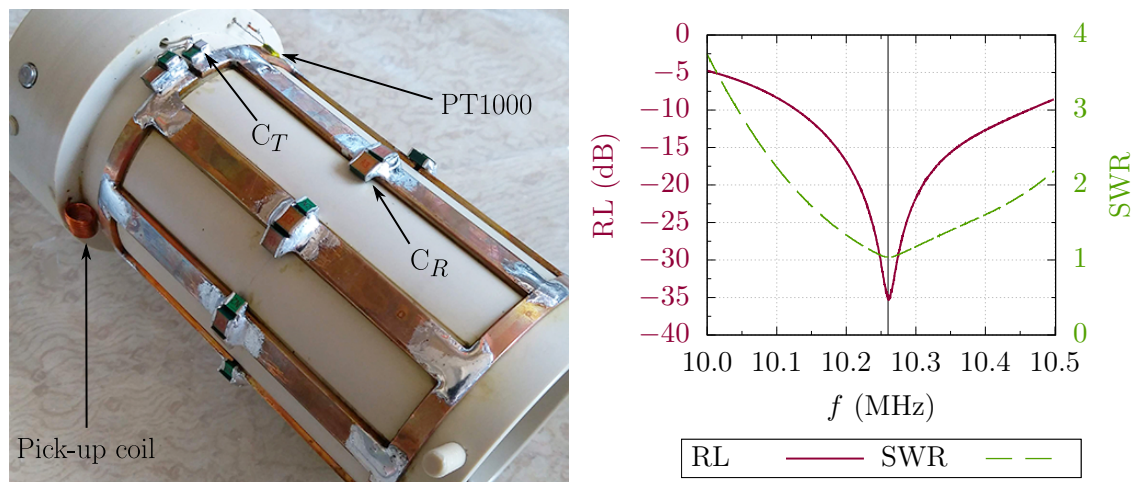 PT1000
C_T
C_R
Pick-up coil
0
−5
−10
−15
−20
−25
−30
−35
−40
RL (dB)
4
3
2
1
0
SWR
10.0 10.1 10.2 10.3 10.4 10.5
f (MHz)
RL SWR